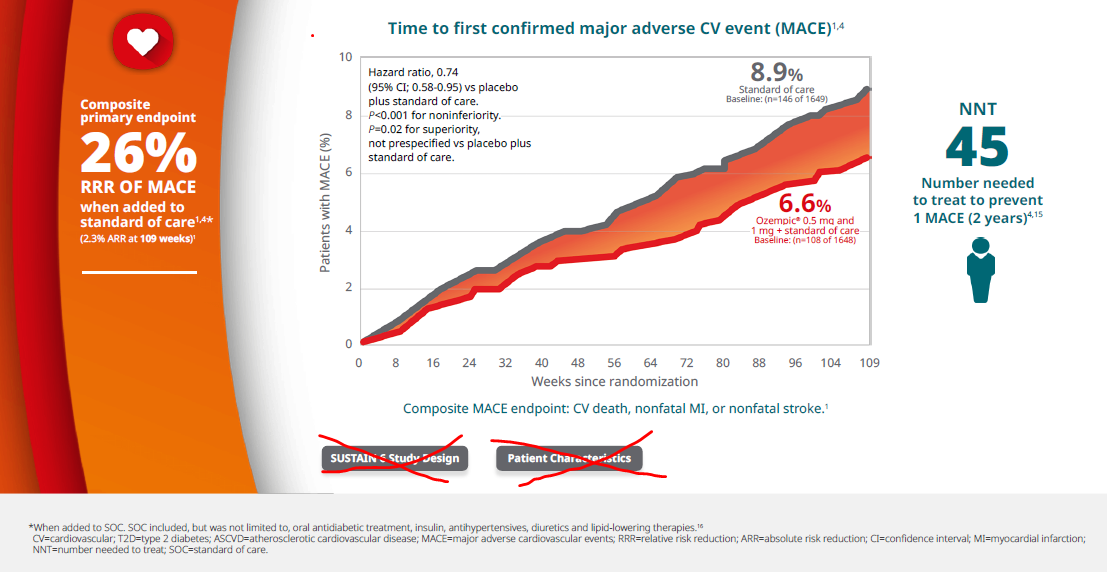 Composite
primary endpoint
26%
RRR OF MACE
when added to
standard of care1,4*
(2.3% ARR at 109 weeks)1
Time to first confirmed major adverse CV event (MACE)1,4
Patients with MACE (%)
10
8
6
4
2
0
Hazard ratio, 0.74
(95% CI; 0.58-0.95) vs placebo
plus standard of care.
P<0.001 for noninferiority.
P=0.02 for superiority,
not prespecified vs placebo plus
standard of care.
8.9%
Standard of care
Baseline: (n=146 of 1649)
6.6%
Ozempic® 0.5 mg and
1 mg + standard of care
Baseline: (n=108 of 1648)
0 8 16 24 32 40 48 56 64 72 80 88 96 104 109
Weeks since randomization
Composite MACE endpoint: CV death, nonfatal MI, or nonfatal stroke.1
NNT
45
Number needed
to treat to prevent
1 MACE (2 years)4,15
SUSTAIN 6 Study Design
Patient Characteristics
*When added to SOC. SOC included, but was not limited to, oral antidiabetic treatment, insulin, antihypertensives, diuretics and lipid-lowering therapies.16
CV=cardiovascular; T2D=type 2 diabetes; ASCVD=atherosclerotic cardiovascular disease; MACE=major adverse cardiovascular events; RRR=relative risk reduction; ARR=absolute risk reduction; CI=confidence interval; MI=myocardial infarction;
NNT=number needed to treat; SOC=standard of care.